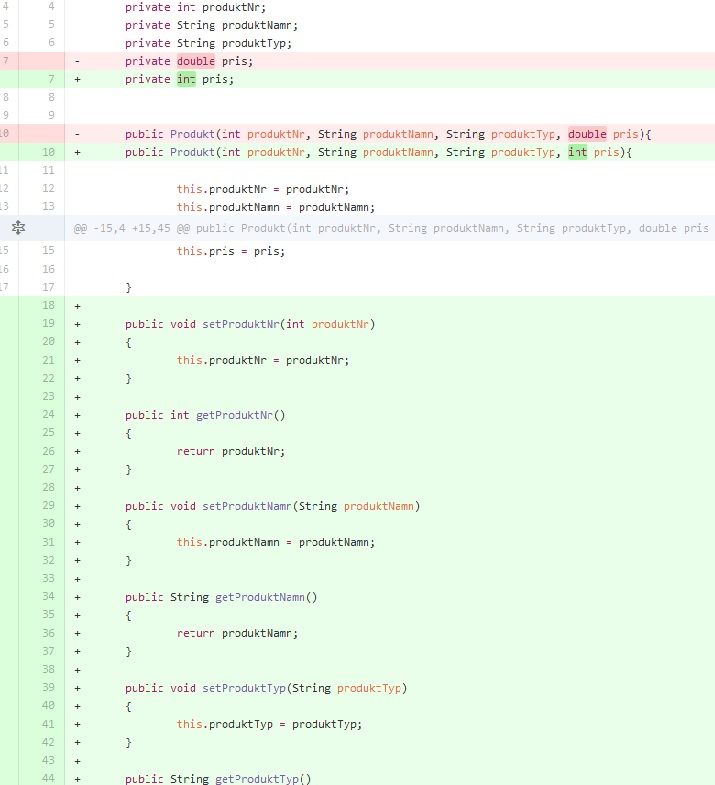 4 4 private int produktNr;
5 5 private String produktNamn;
6 6 private String produktTyp;
7 - private double pris;
7 + private int pris;
8 8
9 9
10 - public Produkt(int produktNr, String produktNamn, String produktTyp, double pris){
10 + public Produkt(int produktNr, String produktNamn, String produktTyp, int pris){
11 11
12 12 this.produktNr = produktNr;
13 13 this.produktNamn = produktNamn;
@@ -15,4 +15,45 @@ public Produkt(int produktNr, String produktNamn, String produktTyp, double pris
15 15 this.pris = pris;
16 16
17 17 }
18 +
19 + public void setProduktNr(int produktNr)
20 + {
21 + this.produktNr = produktNr;
22 + }
23 +
24 + public int getProduktNr()
25 + {
26 + return produktNr;
27 + }
28 +
29 + public void setProduktNamn(String produktNamn)
30 + {
31 + this.produktNamn = produktNamn;
32 + }
33 +
34 + public String getProduktNamn()
35 + {
36 + return produktNamn;
37 + }
38 +
39 + public void setProduktTyp(String produktTyp)
40 + {
41 + this.produktTyp = produktTyp;
42 + }
43 +
44 + public String getProduktTyp()